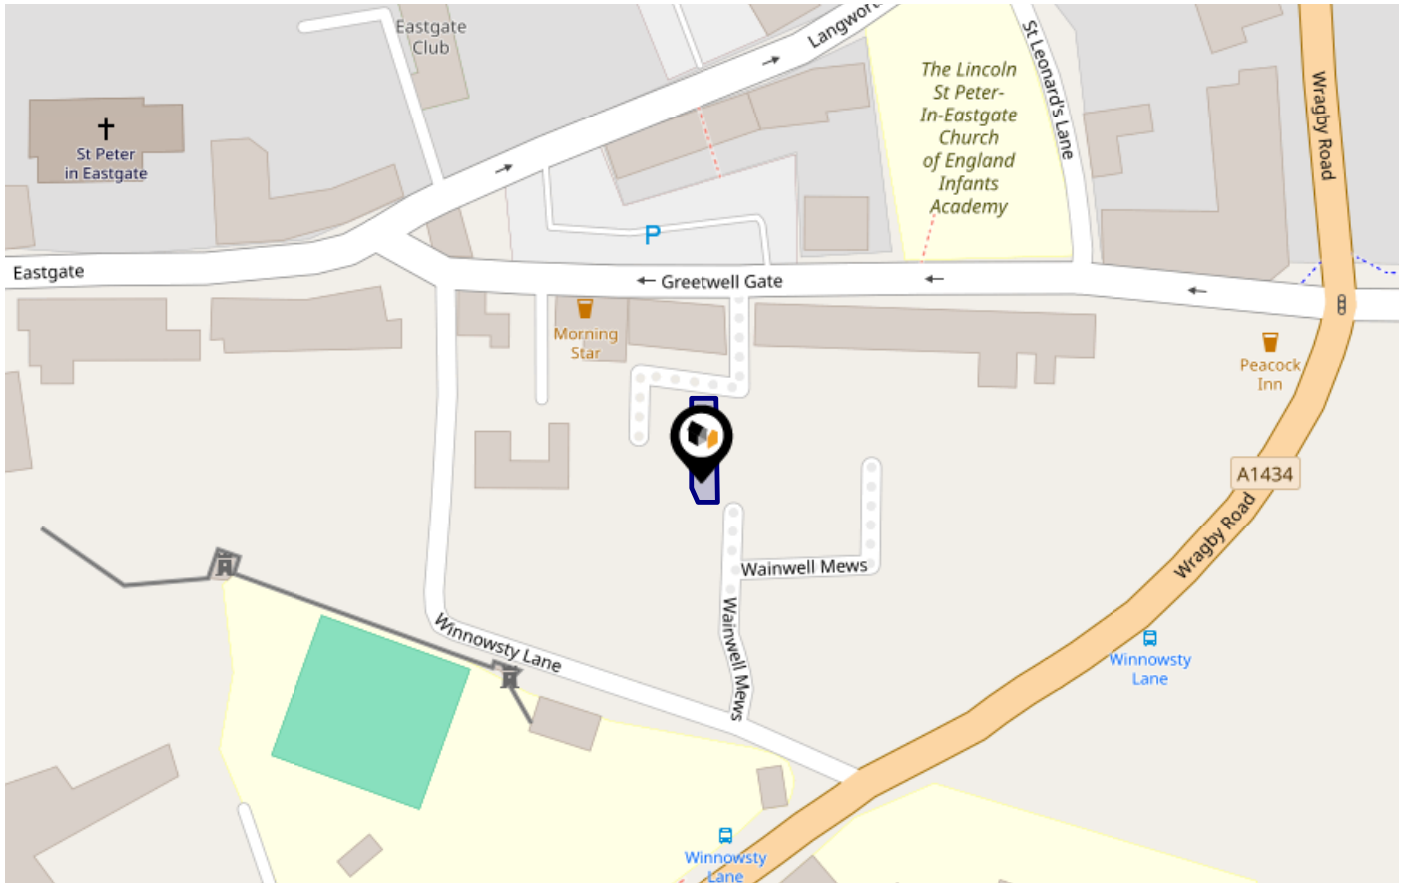 Eastgate
Club
Langwort
St Leonard's Lane
Wragby Road
The Lincoln
St Peter-
In-Eastgate
Church
of England
Infants
Academy
St Peter
in Eastgate
P
Eastgate
Greetwell Gate
Morning
Star
Peacock
Inn
A1434
Wragby Road
Wainwell Mews
Wainwell Mews
Winnowsty Lane
Winnowsty
Lane
Winnowsty
Lane